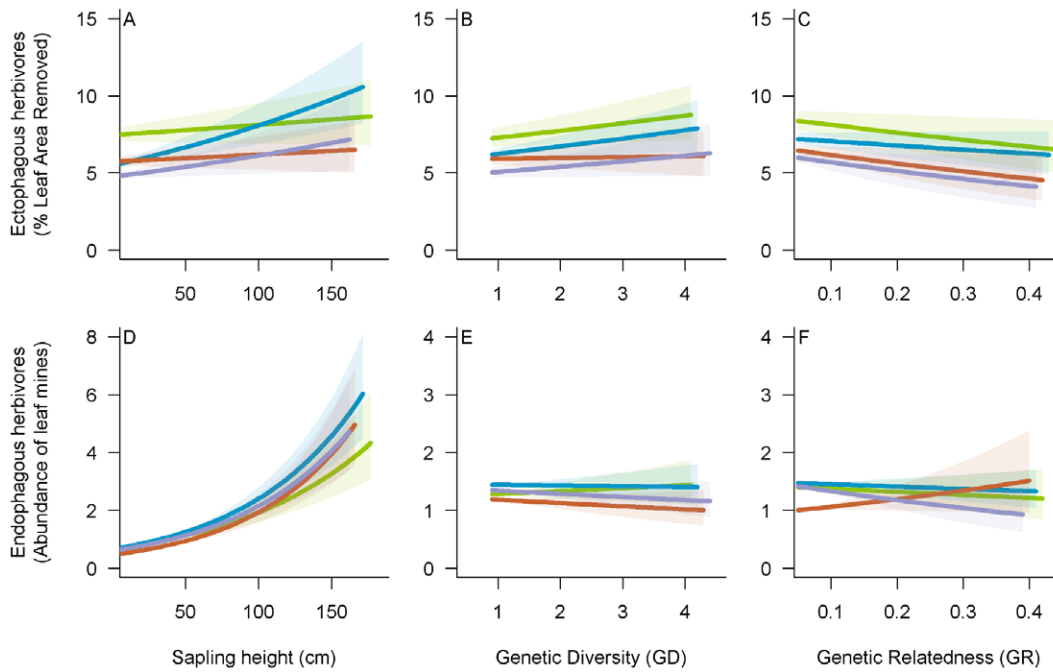 Ectophagous herbivores
(% Leaf Area Removed)
A
15
10
5
0
50 100 150
B
15
10
5
0
1 2 3 4
C
15
10
5
0
0.1 0.2 0.3 0.4
Endophagous herbivores
(Abundance of leaf mines)
D
8
6
4
2
0
50 100 150
Sapling height (cm)
E
4
3
2
1
0
1 2 3 4
Genetic Diversity (GD)
F
4
3
2
1
0
0.1 0.2 0.3 0.4
Genetic Relatedness (GR)